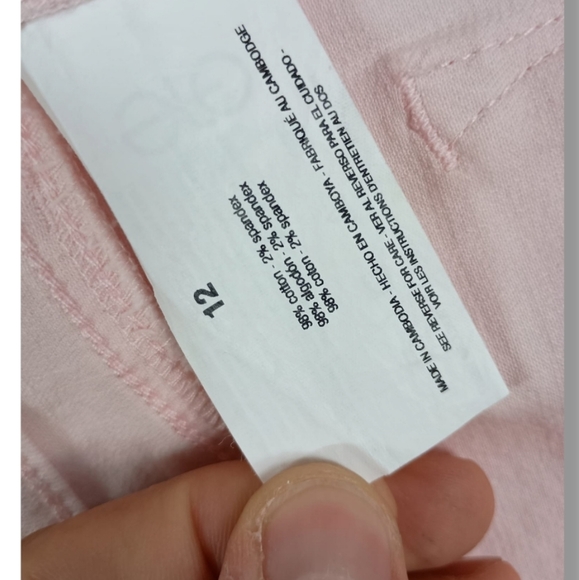 12
98% cotton - 2% spandex
98% algodón - 2% spandex
98% coton - 2% spandex
MADE IN CAMBODIA - HECHO EN CAMBOYA - FABRIQUÉ AU CAMBODGE
SEE REVERSE FOR CARE - VER AL REVERSO PARA EL CUIDADO -
VOIR LES INSTRUCTIONS D'ENTRETIEN AU DOS